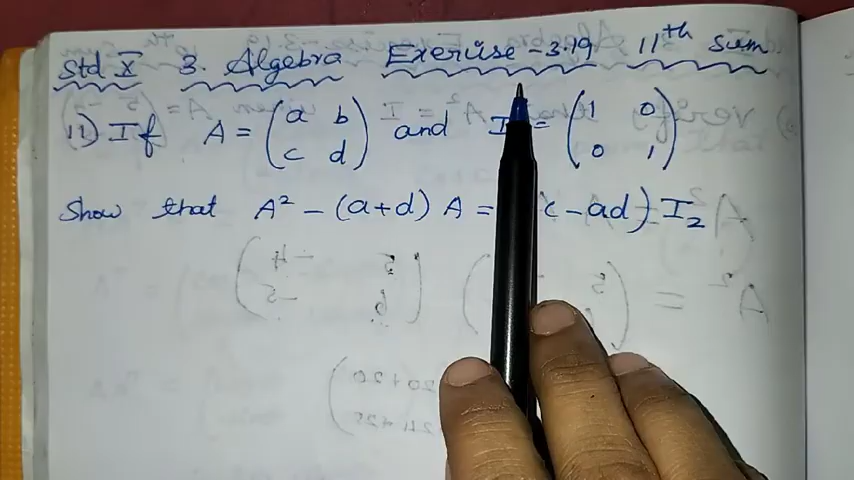 Std X 3. Algebra Exercise - 3.19 11th sum
11) If A = (a b
c d) and I = (1 0
0 1)
Show that A² - (a+d) A = c - ad) I₂